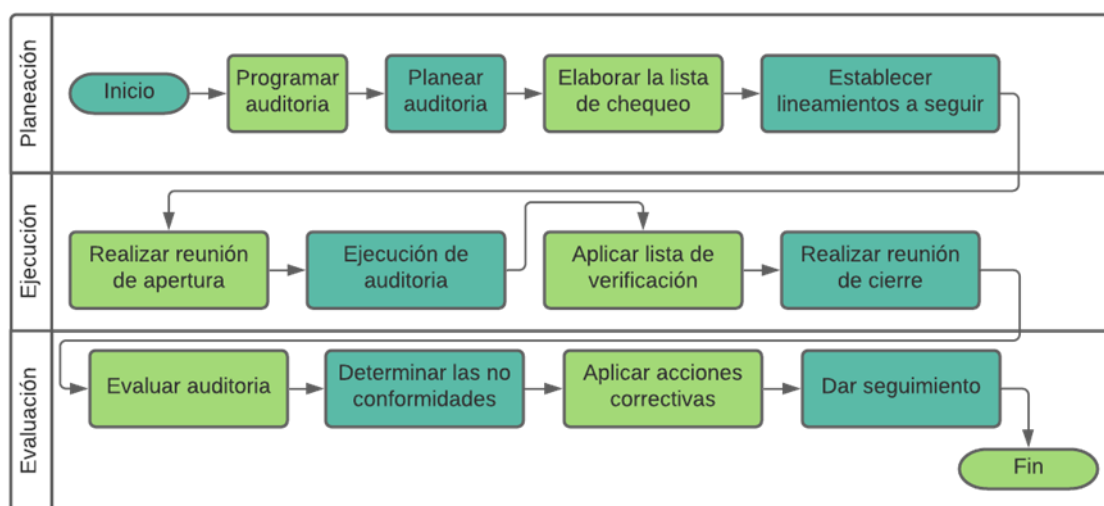 Planeación
Inicio
Programar
auditoria
Planear
auditoria
Elaborar la lista
de chequeo
Establecer
lineamientos a seguir
Ejecución
Realizar reunión
de apertura
Ejecución de
auditoria
Aplicar lista de
verificación
Realizar reunión
de cierre
Evaluación
Evaluar auditoria
Determinar las no
conformidades
Aplicar acciones
correctivas
Dar seguimiento
Fin